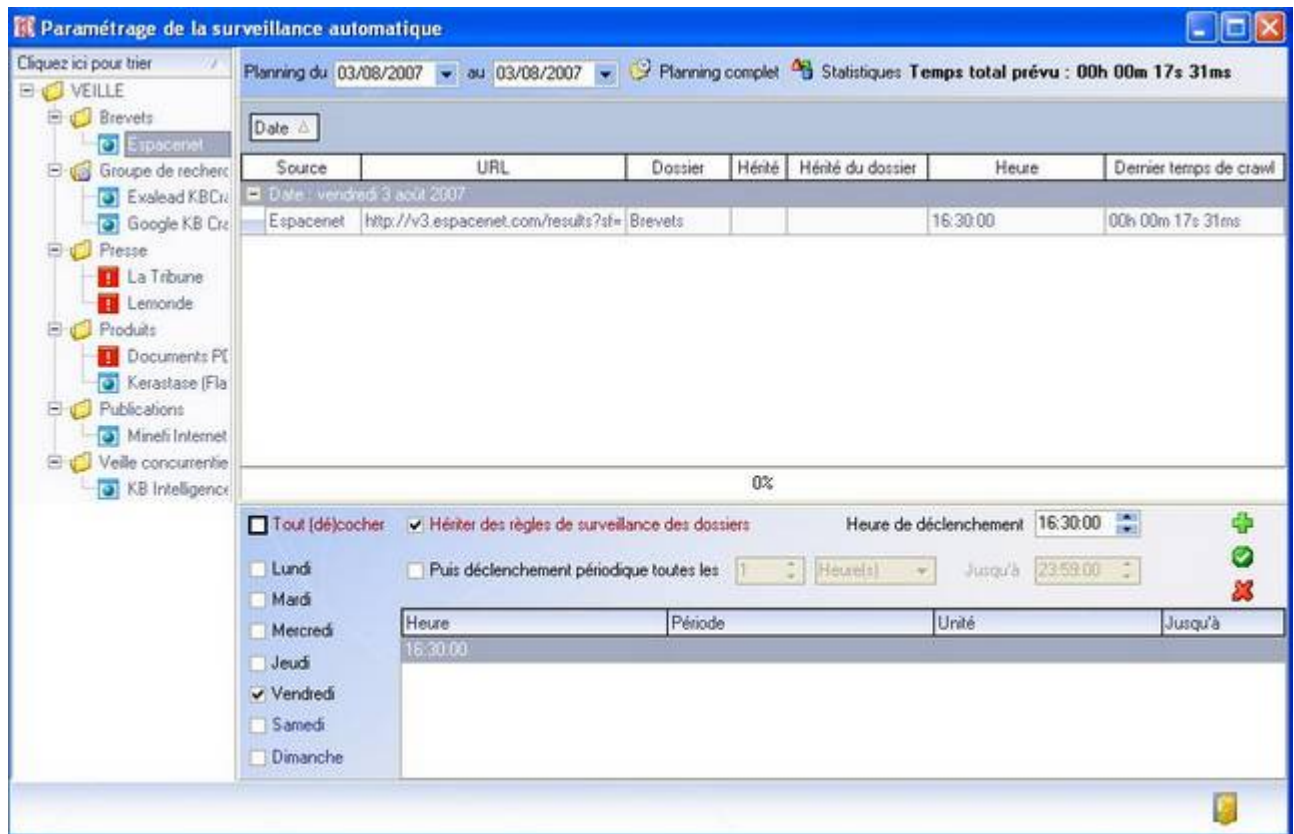 Paramétrage de la surveillance automatique
Cliquez ici pour trier
Planning du 03/08/2007 au 03/08/2007 Planning complet Statistiques Temps total prévu : 00h 00m 17s 31ms
VEILLE
Brevets
Espacenet
Groupe de recherc
Exalead KBCra
Google KB Cra
Presse
La Tribune
Lemonde
Produits
Documents PD
Kerastase (Fla
Publications
Minefi Internet
Veille concurrentie
KB Intelligence
Date
Source URL Dossier Hérité Hérité du dossier Heure Dernier temps de crawl
Date : vendredi 3 août 2007
Espacenet http://v3.espacenet.com/results?sf= Brevets 16:30:00 00h 00m 17s 31ms
0%
Tout (dé)cocher Hériter des règles de surveillance des dossiers Heure de déclenchement 16:30:00
Lundi Puis déclenchement périodique toutes les 1 Heure(s) Jusqu'à 23:59:00
Mardi
Mercredi
Jeudi
Vendredi
Samedi
Dimanche
Heure Période Unité Jusqu'à
16:30:00